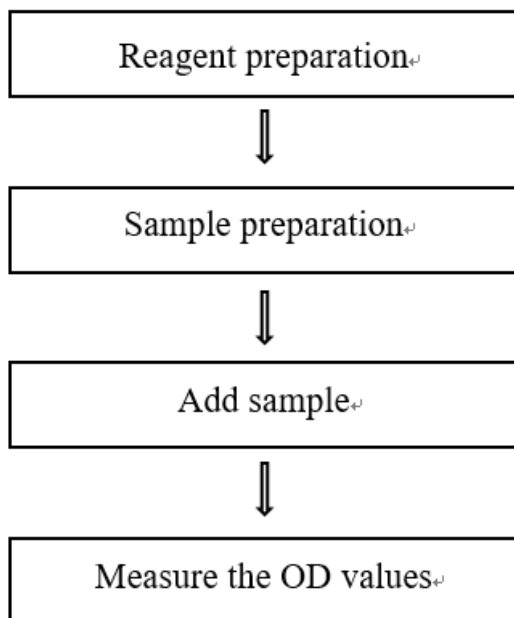 Reagent preparation
Sample preparation
Add sample
Measure the OD values